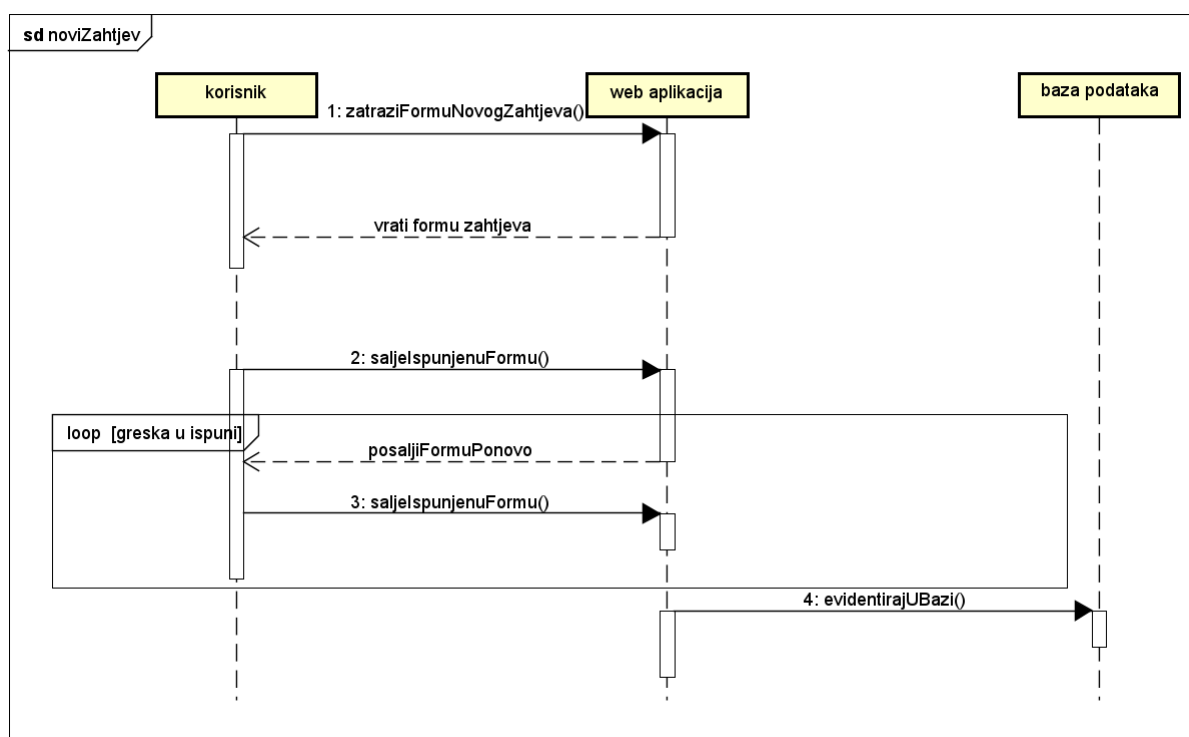 sd noviZahtjev
korisnik
web aplikacija
baza podataka
1: zatraziFormuNovogZahtjeva()
vrati formu zahtjeva
2: saljeIspunjenuFormu()
loop [greska u ispuni]
posaljiFormuPonovo
3: saljeIspunjenuFormu()
4: evidentirajUBazi()